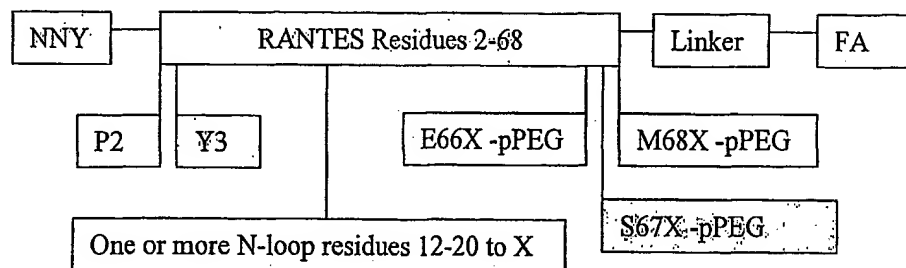 NNY
RANTES Residues 2-68
Linker
FA
P2
Y3
E66X -pPEG
M68X -pPEG
S67X -pPEG
One or more N-loop residues 12-20 to X